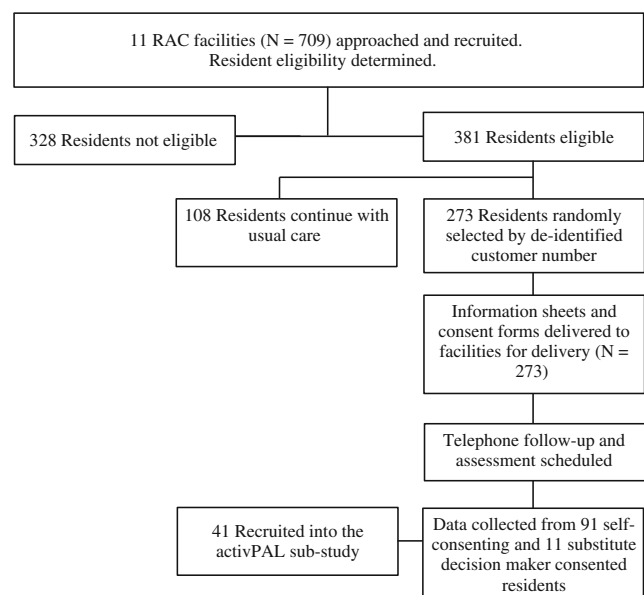 11 RAC facilities (N = 709) approached and recruited.
Resident eligibility determined.
328 Residents not eligible
381 Residents eligible
108 Residents continue with
usual care
273 Residents randomly
selected by de-identified
customer number
Information sheets and
consent forms delivered to
facilities for delivery (N =
273)
Telephone follow-up and
assessment scheduled
41 Recruited into the
activPAL sub-study
Data collected from 91 self-
consenting and 11 substitute
decision maker consented
residents